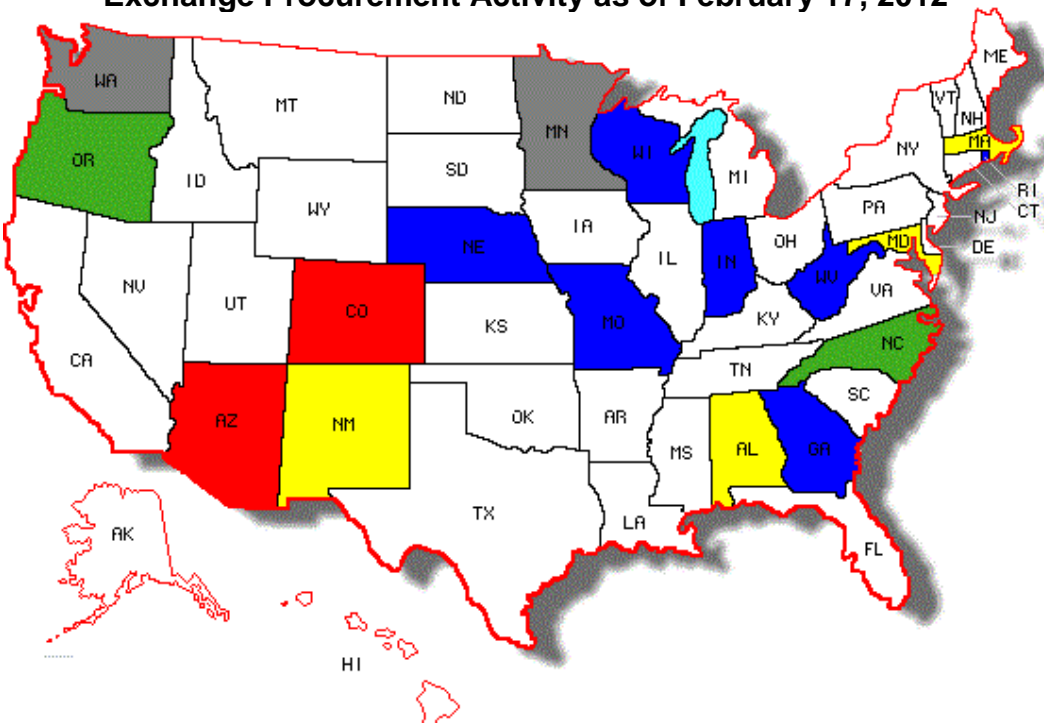 Exchange Procurement Activity as of February 17, 2012
WA
MT
ND
MN
ME
VT
NH
OR
ID
SD
WI
MI
NY
MA
WY
RI
CT
IA
PA
NJ
NE
OH
MD
DE
NV
UT
IL
IN
WV
VA
CO
KS
MO
KY
CA
TN
NC
AZ
NM
OK
AR
SC
MS
AL
GA
TX
LA
AK
FL
HI